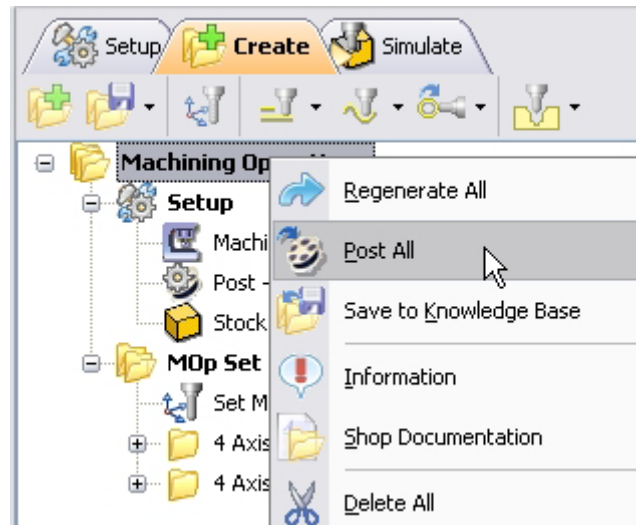 Setup Create Simulate
Machining Op
Regenerate All
Setup
Machi
Post All
Post -
Save to Knowledge Base
Stock
MOp Set
Information
Set M
Shop Documentation
4 Axis
4 Axis
Delete All